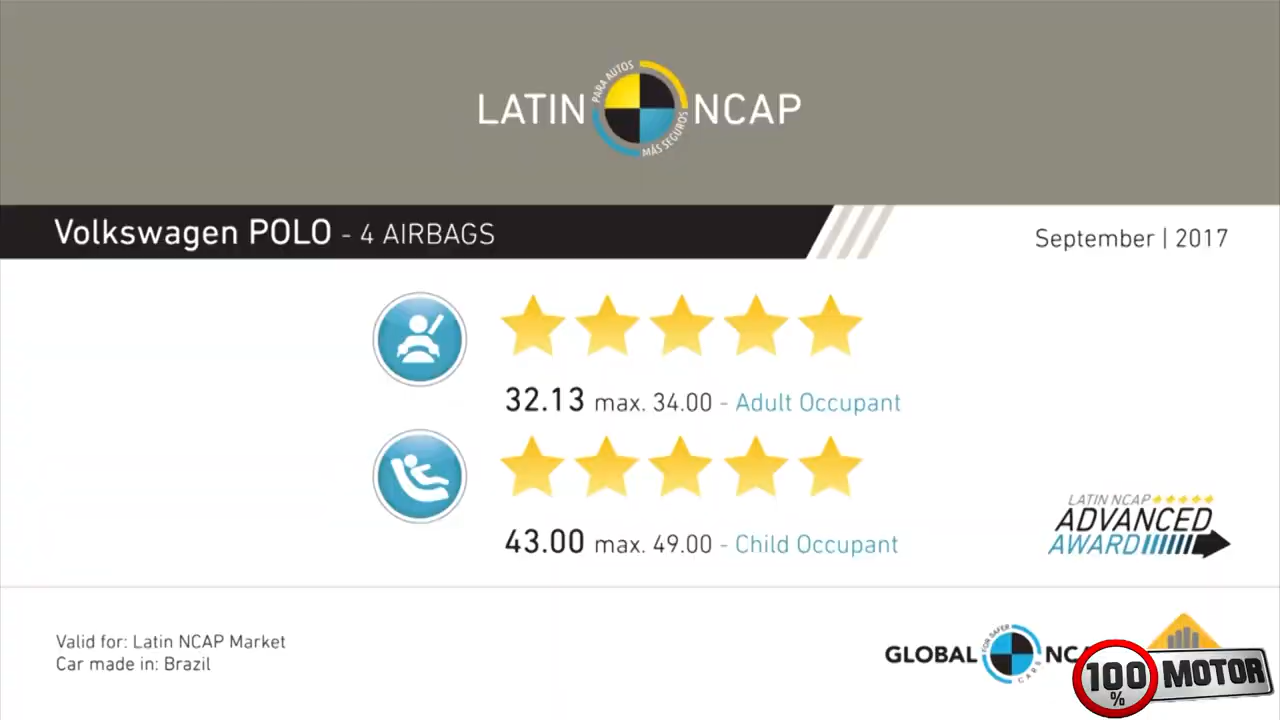 LATIN NCAP
PARA AUTOS
MÁS SEGUROS
Volkswagen POLO - 4 AIRBAGS
September | 2017
32.13 max. 34.00 - Adult Occupant
43.00 max. 49.00 - Child Occupant
LATIN NCAP
ADVANCED
AWARD
Valid for: Latin NCAP Market
Car made in: Brazil
GLOBAL
FOR SAFER
CARS
100
%
MOTOR